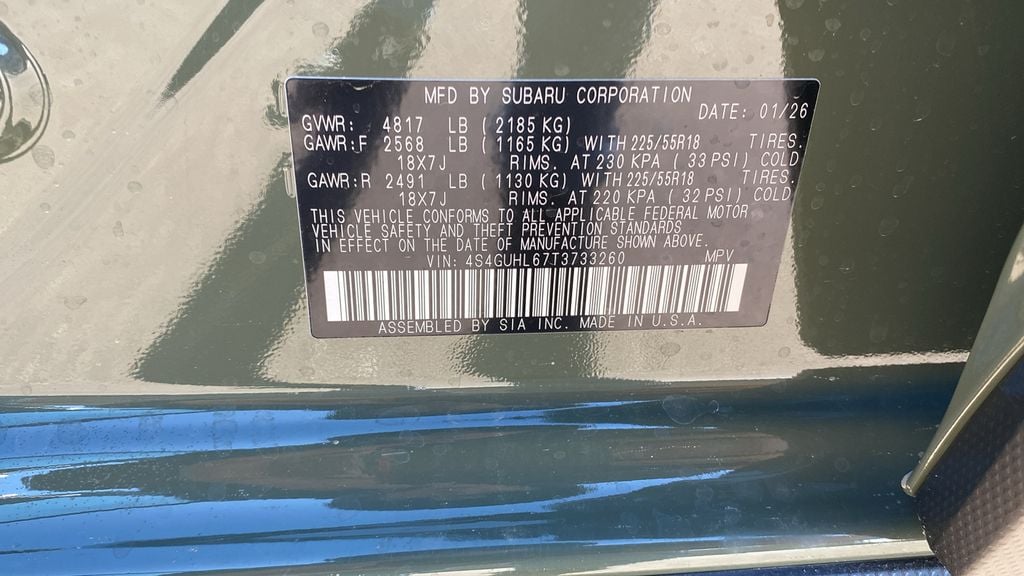 MFD BY SUBARU CORPORATION DATE: 01/26
GVWR: 4817 LB ( 2185 KG)
GAWR:F 2568 LB ( 1165 KG) WITH 225/55R18 TIRES.
18X7J RIMS. AT 230 KPA ( 33 PSI) COLD
GAWR:R 2491 LB ( 1130 KG) WITH 225/55R18 TIRES.
18X7J RIMS. AT 220 KPA ( 32 PSI) COLD
THIS VEHICLE CONFORMS TO ALL APPLICABLE FEDERAL MOTOR
VEHICLE SAFETY AND THEFT PREVENTION STANDARDS
IN EFFECT ON THE DATE OF MANUFACTURE SHOWN ABOVE.
VIN: 4S4GUHL67T3733260 MPV
ASSEMBLED BY SIA INC. MADE IN U.S.A.